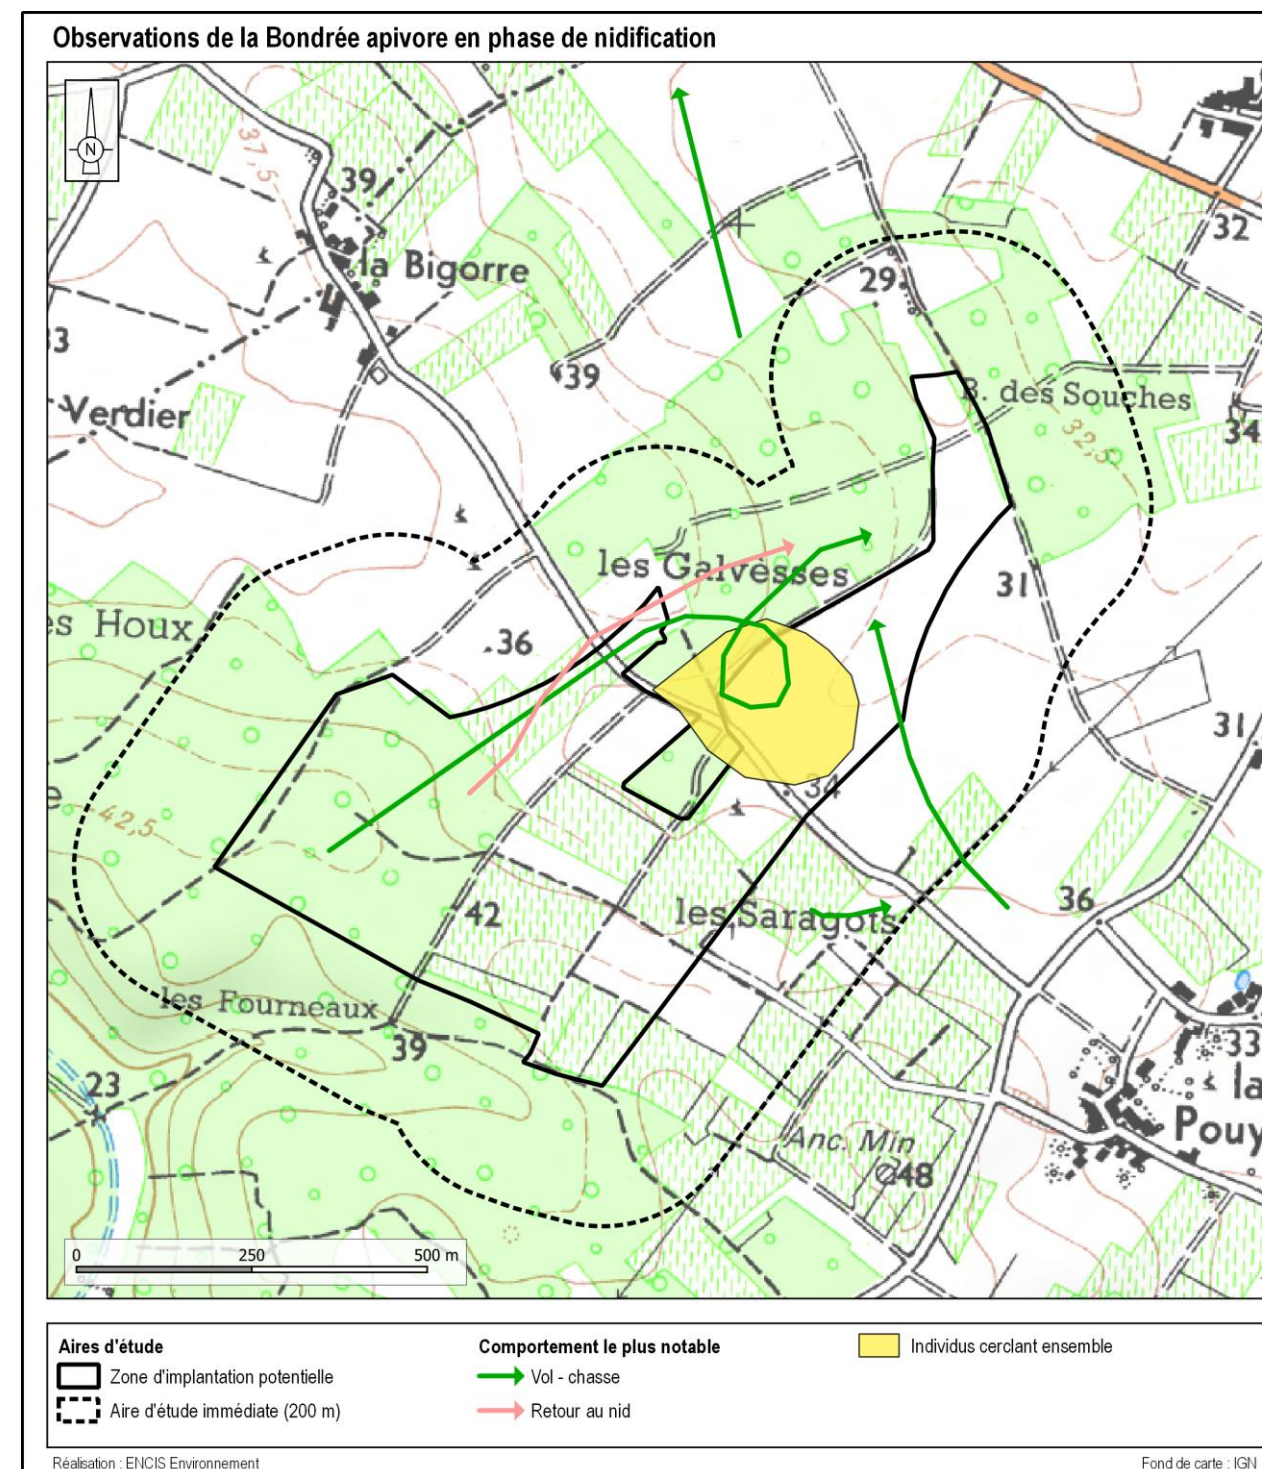 Observations de la Bondrée apivore en phase de nidification
N
37,5
39
32
la Bigorre
29
33
39
Verdier
B. des Souches
34
32,5
les Galvesses
31
es Houx
36
31
34
42,5
36
les Saragots
42
les Fourneaux
39
33
23
la
Pouy
Anc. Min
48
0 250 500 m
Aires d'étude
Zone d'implantation potentielle
Aire d'étude immédiate (200 m)
Comportement le plus notable
Vol - chasse
Retour au nid
Individus cerclant ensemble
Réalisation : ENCIS Environnement
Fond de carte : IGN